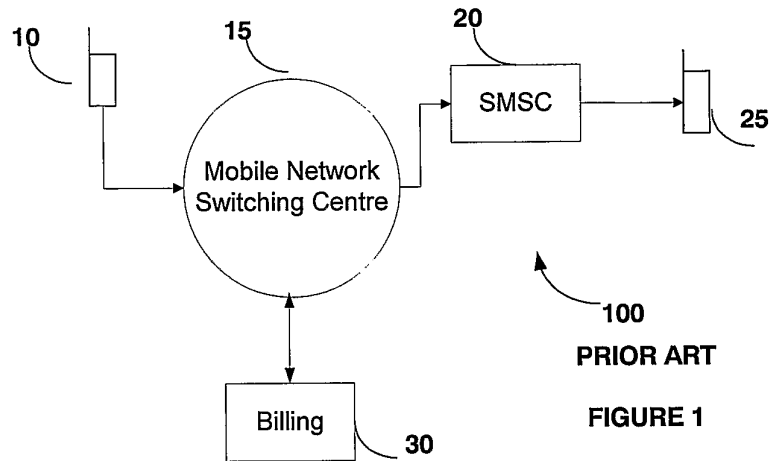 10
15
20
SMSC
25
Mobile Network
Switching Centre
100
PRIOR ART
Billing
30
FIGURE 1